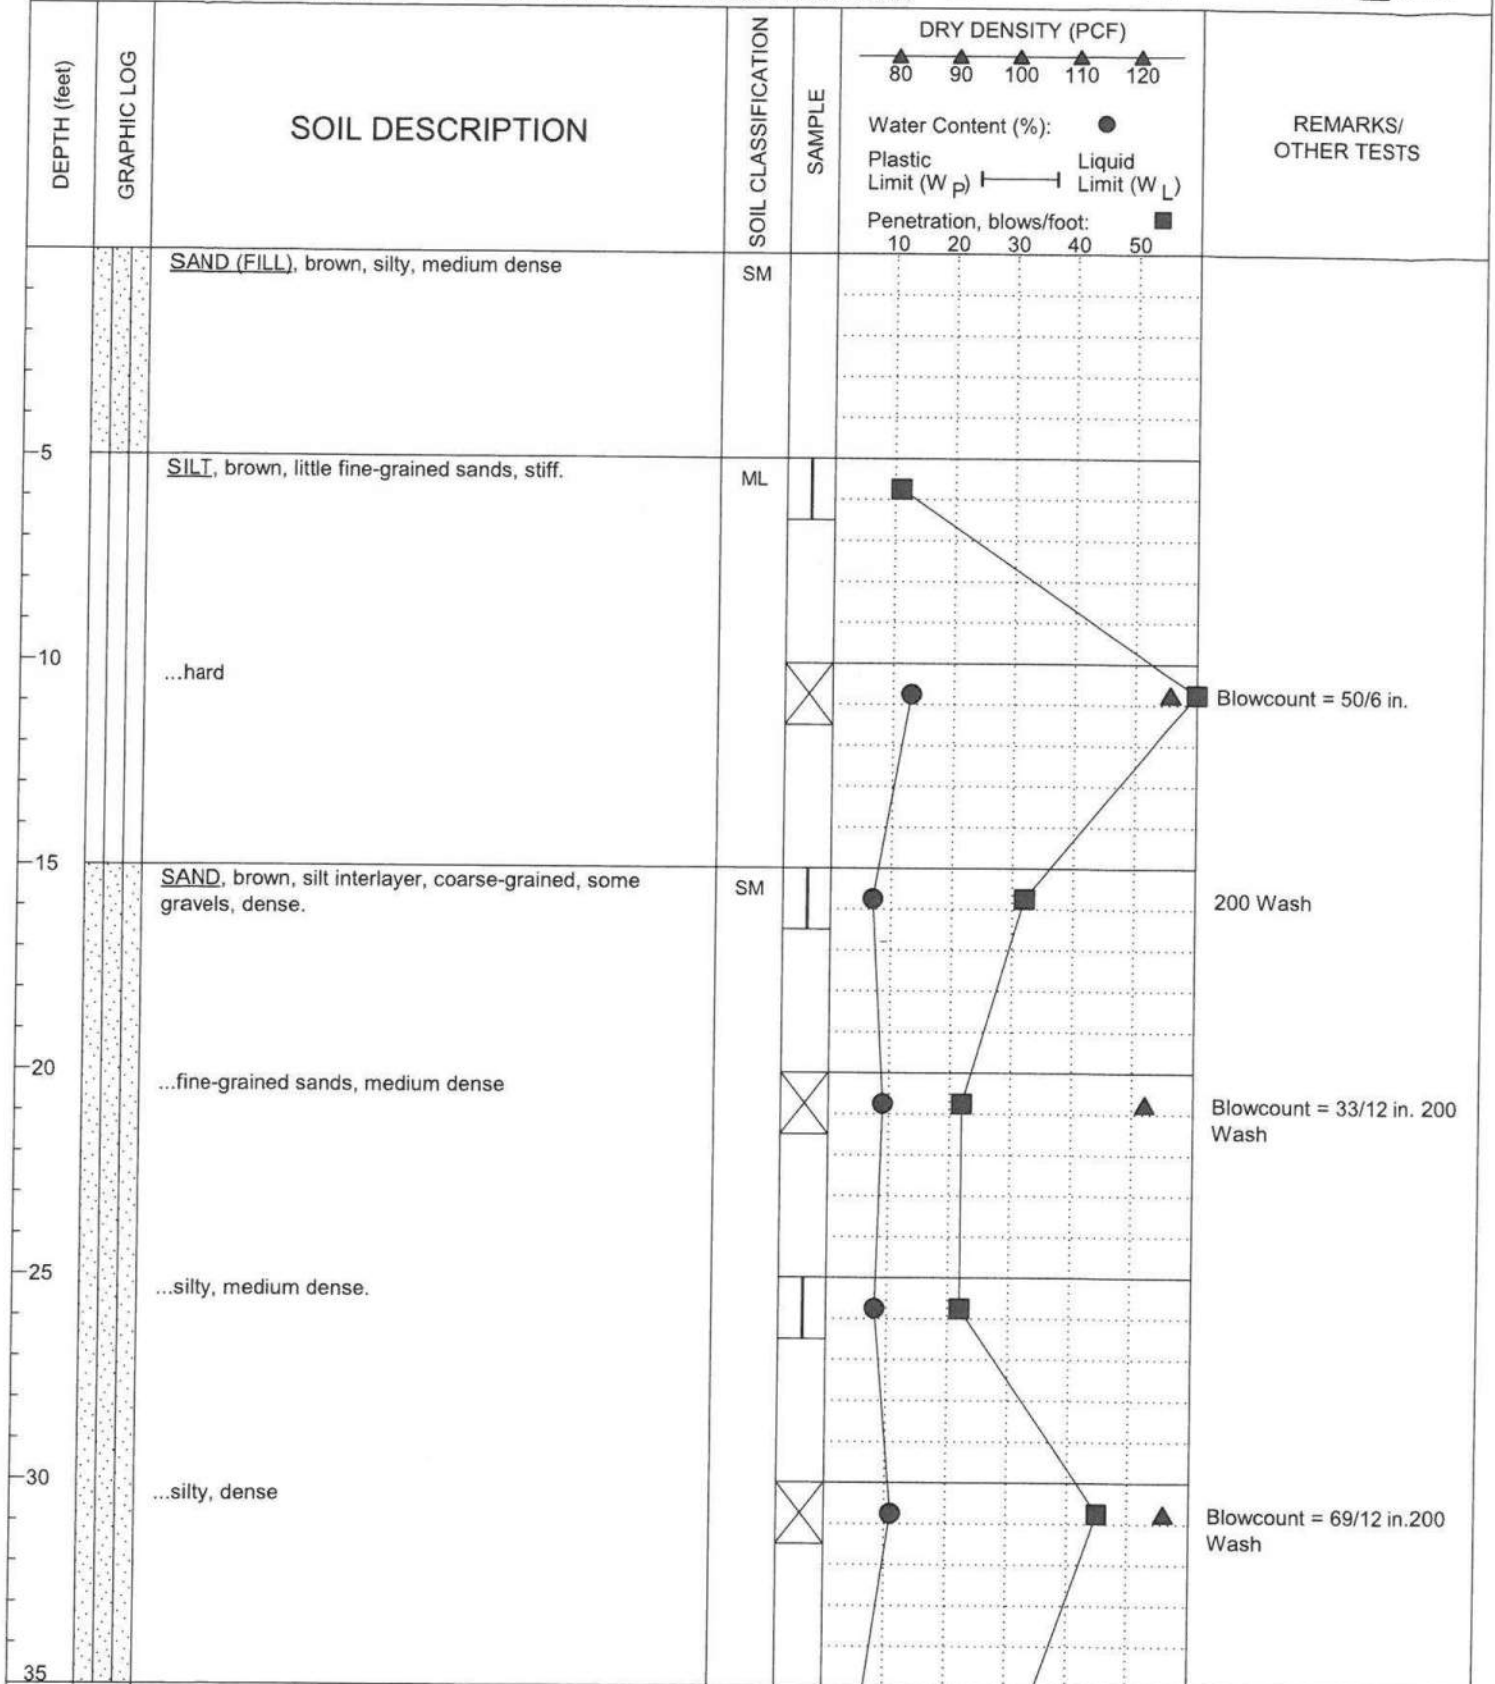 DEPTH (feet)
GRAPHIC LOG
SOIL DESCRIPTION
SOIL CLASSIFICATION
SAMPLE
DRY DENSITY (PCF)
80 90 100 110 120
Water Content (%):
Plastic Liquid
Limit (W P) Limit (W L)
Penetration, blows/foot:
10 20 30 40 50
REMARKS/
OTHER TESTS
SAND (FILL), brown, silty, medium dense SM
5
SILT, brown, little fine-grained sands, stiff. ML
10
...hard
Blowcount = 50/6 in.
15
SAND, brown, silt interlayer, coarse-grained, some SM
gravels, dense.
200 Wash
20
...fine-grained sands, medium dense
Blowcount = 33/12 in. 200
Wash
25
...silty, medium dense.
30
...silty, dense
Blowcount = 69/12 in.200
Wash
35